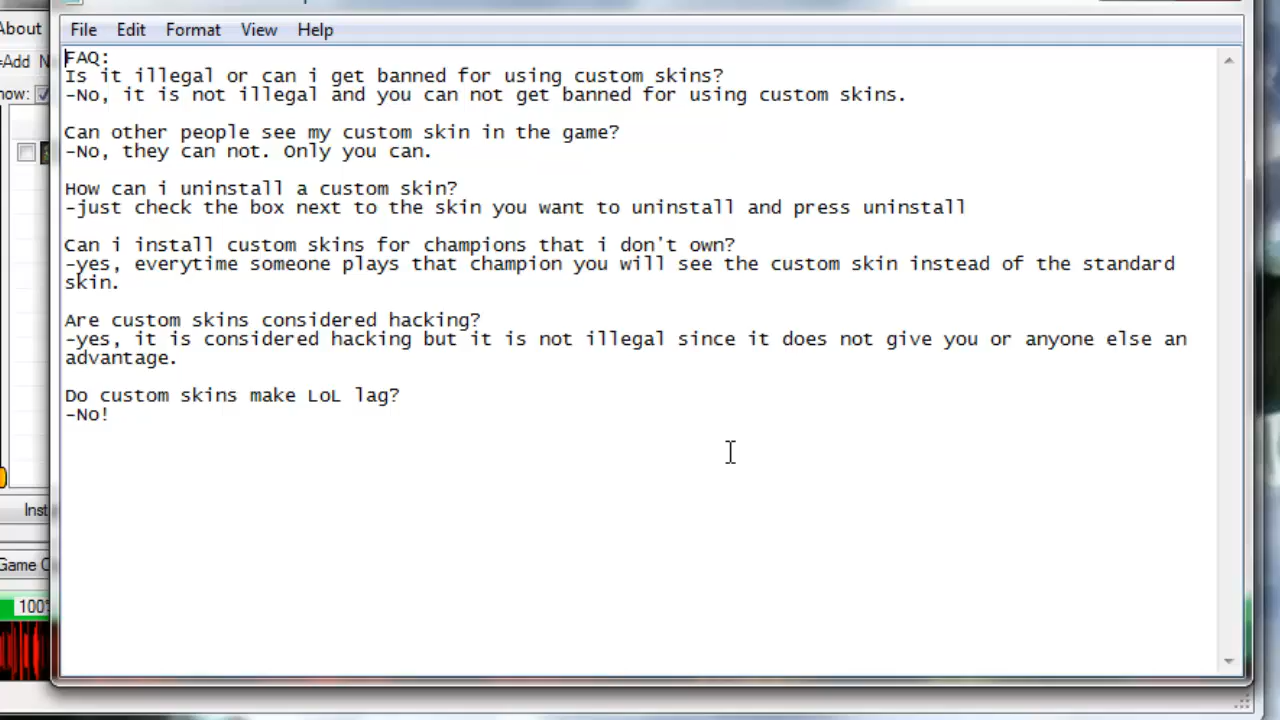 File Edit Format View Help
FAQ:
Is it illegal or can i get banned for using custom skins?
-No, it is not illegal and you can not get banned for using custom skins.
Can other people see my custom skin in the game?
-No, they can not. Only you can.
How can i uninstall a custom skin?
-just check the box next to the skin you want to uninstall and press uninstall
Can i install custom skins for champions that i don't own?
-yes, everytime someone plays that champion you will see the custom skin instead of the standard
skin.
Are custom skins considered hacking?
-yes, it is considered hacking but it is not illegal since it does not give you or anyone else an
advantage.
Do custom skins make LoL lag?
-No!
About
Add N
how:
Inst
Game C
100%